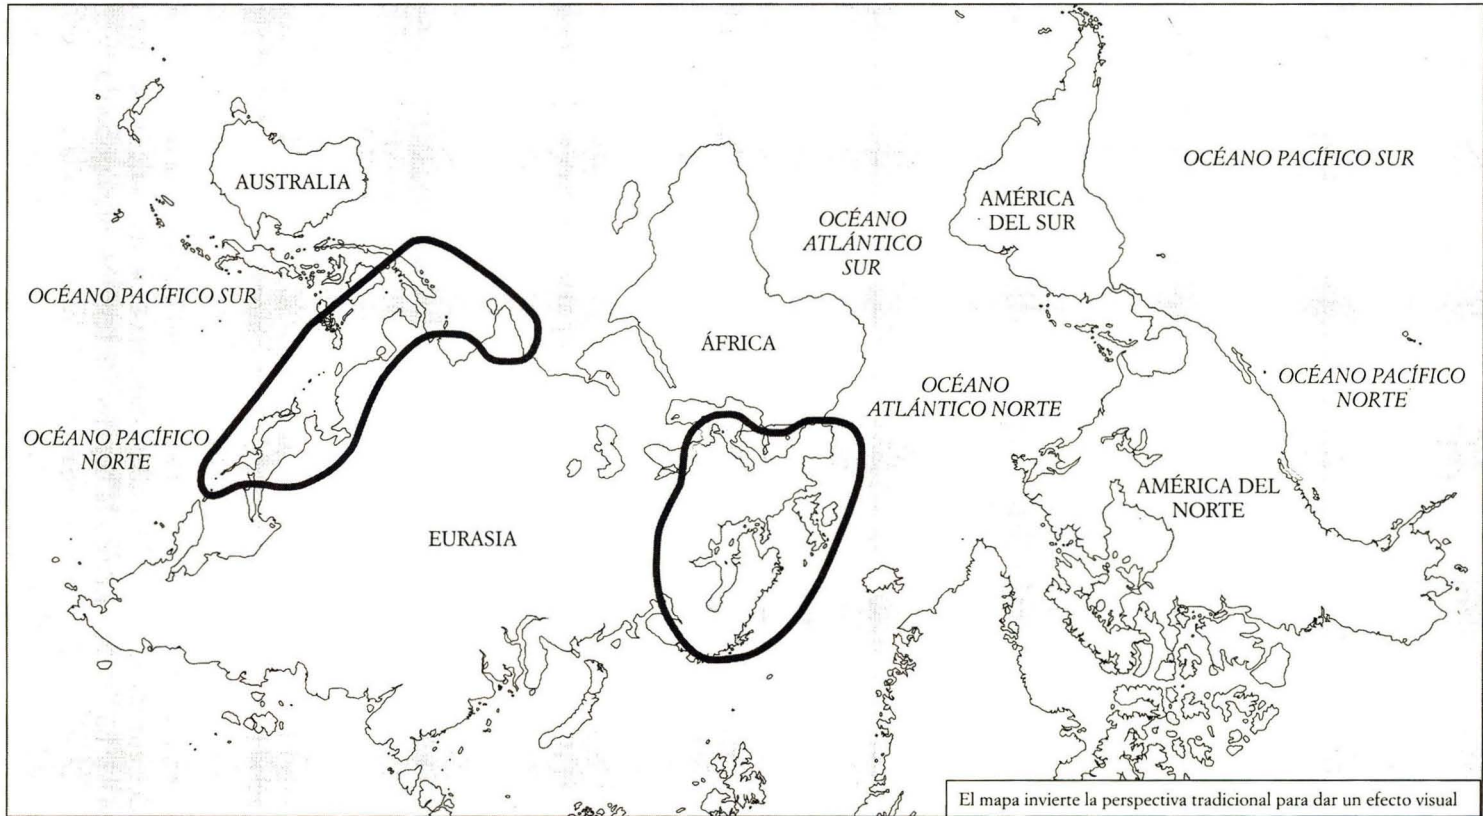 OCÉANO PACÍFICO SUR
AUSTRALIA
AMÉRICA
DEL SUR
OCÉANO
ATLÁNTICO
SUR
OCÉANO PACÍFICO SUR
ÁFRICA
OCÉANO PACÍFICO
NORTE
OCÉANO
ATLÁNTICO NORTE
OCÉANO PACÍFICO
NORTE
AMÉRICA DEL
NORTE
EURASIA
El mapa invierte la perspectiva tradicional para dar un efecto visual